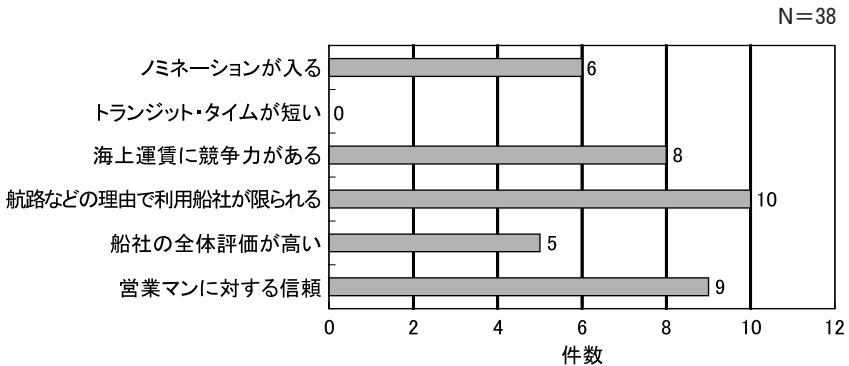 N＝38
ノミネーションが入る
6
トランジット・タイムが短い
0
海上運賃に競争力がある
8
航路などの理由で利用船社が限られる
10
船社の全体評価が高い
5
営業マンに対する信頼
9
0 2 4 6 8 10 12
件数